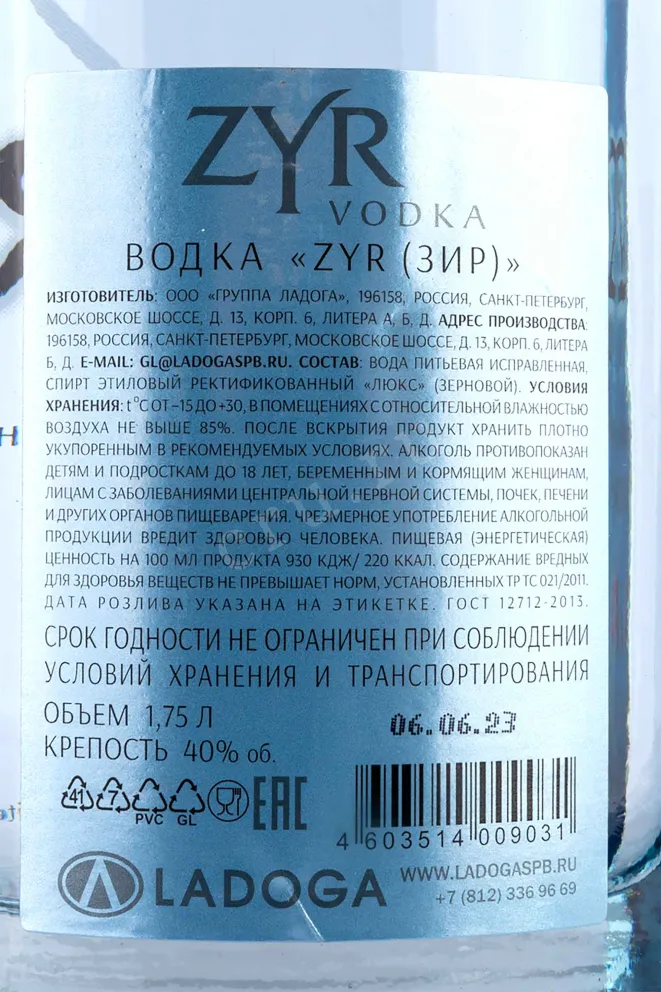 ZYR
VODKA
ВОДКА «ZYR (ЗИР)»
ИЗГОТОВИТЕЛЬ: ООО «ГРУППА ЛАДОГА», 196158, РОССИЯ, САНКТ-ПЕТЕРБУРГ,
МОСКОВСКОЕ ШОССЕ, Д. 13, КОРП. 6, ЛИТЕРА А, Б, Д. АДРЕС ПРОИЗВОДСТВА:
196158, РОССИЯ, САНКТ-ПЕТЕРБУРГ, МОСКОВСКОЕ ШОССЕ, Д. 13, КОРП. 6, ЛИТЕРА
Б, Д. E-MAIL: GL@LADOGASPB.RU. СОСТАВ: ВОДА ПИТЬЕВАЯ ИСПРАВЛЕННАЯ,
СПИРТ ЭТИЛОВЫЙ РЕКТИФИКОВАННЫЙ «ЛЮКС» (ЗЕРНОВОЙ). УСЛОВИЯ
ХРАНЕНИЯ: t°С ОТ –15 ДО +30, В ПОМЕЩЕНИЯХ С ОТНОСИТЕЛЬНОЙ ВЛАЖНОСТЬЮ
ВОЗДУХА НЕ ВЫШЕ 85%. ПОСЛЕ ВСКРЫТИЯ ПРОДУКТ ХРАНИТЬ ПЛОТНО
УКУПОРЕННЫМ В РЕКОМЕНДУЕМЫХ УСЛОВИЯХ. АЛКОГОЛЬ ПРОТИВОПОКАЗАН
ДЕТЯМ И ПОДРОСТКАМ ДО 18 ЛЕТ, БЕРЕМЕННЫМ И КОРМЯЩИМ ЖЕНЩИНАМ,
ЛИЦАМ С ЗАБОЛЕВАНИЯМИ ЦЕНТРАЛЬНОЙ НЕРВНОЙ СИСТЕМЫ, ПОЧЕК, ПЕЧЕНИ
И ДРУГИХ ОРГАНОВ ПИЩЕВАРЕНИЯ. ЧРЕЗМЕРНОЕ УПОТРЕБЛЕНИЕ АЛКОГОЛЬНОЙ
ПРОДУКЦИИ ВРЕДИТ ЗДОРОВЬЮ ЧЕЛОВЕКА. ПИЩЕВАЯ (ЭНЕРГЕТИЧЕСКАЯ)
ЦЕННОСТЬ НА 100 МЛ ПРОДУКТА 930 КДЖ/ 220 ККАЛ. СОДЕРЖАНИЕ ВРЕДНЫХ
ДЛЯ ЗДОРОВЬЯ ВЕЩЕСТВ НЕ ПРЕВЫШАЕТ НОРМ, УСТАНОВЛЕННЫХ ТР ТС 021/2011.
ДАТА РОЗЛИВА УКАЗАНА НА ЭТИКЕТКЕ. ГОСТ 12712-2013.
СРОК ГОДНОСТИ НЕ ОГРАНИЧЕН ПРИ СОБЛЮДЕНИИ
УСЛОВИЙ ХРАНЕНИЯ И ТРАНСПОРТИРОВАНИЯ
ОБЪЕМ 1,75 Л
06.06.23
КРЕПОСТЬ 40% об.
41 7 PVC GL EAC
4 603514 009031
LADOGA
WWW.LADOGASPB.RU
+7 (812) 336 96 69